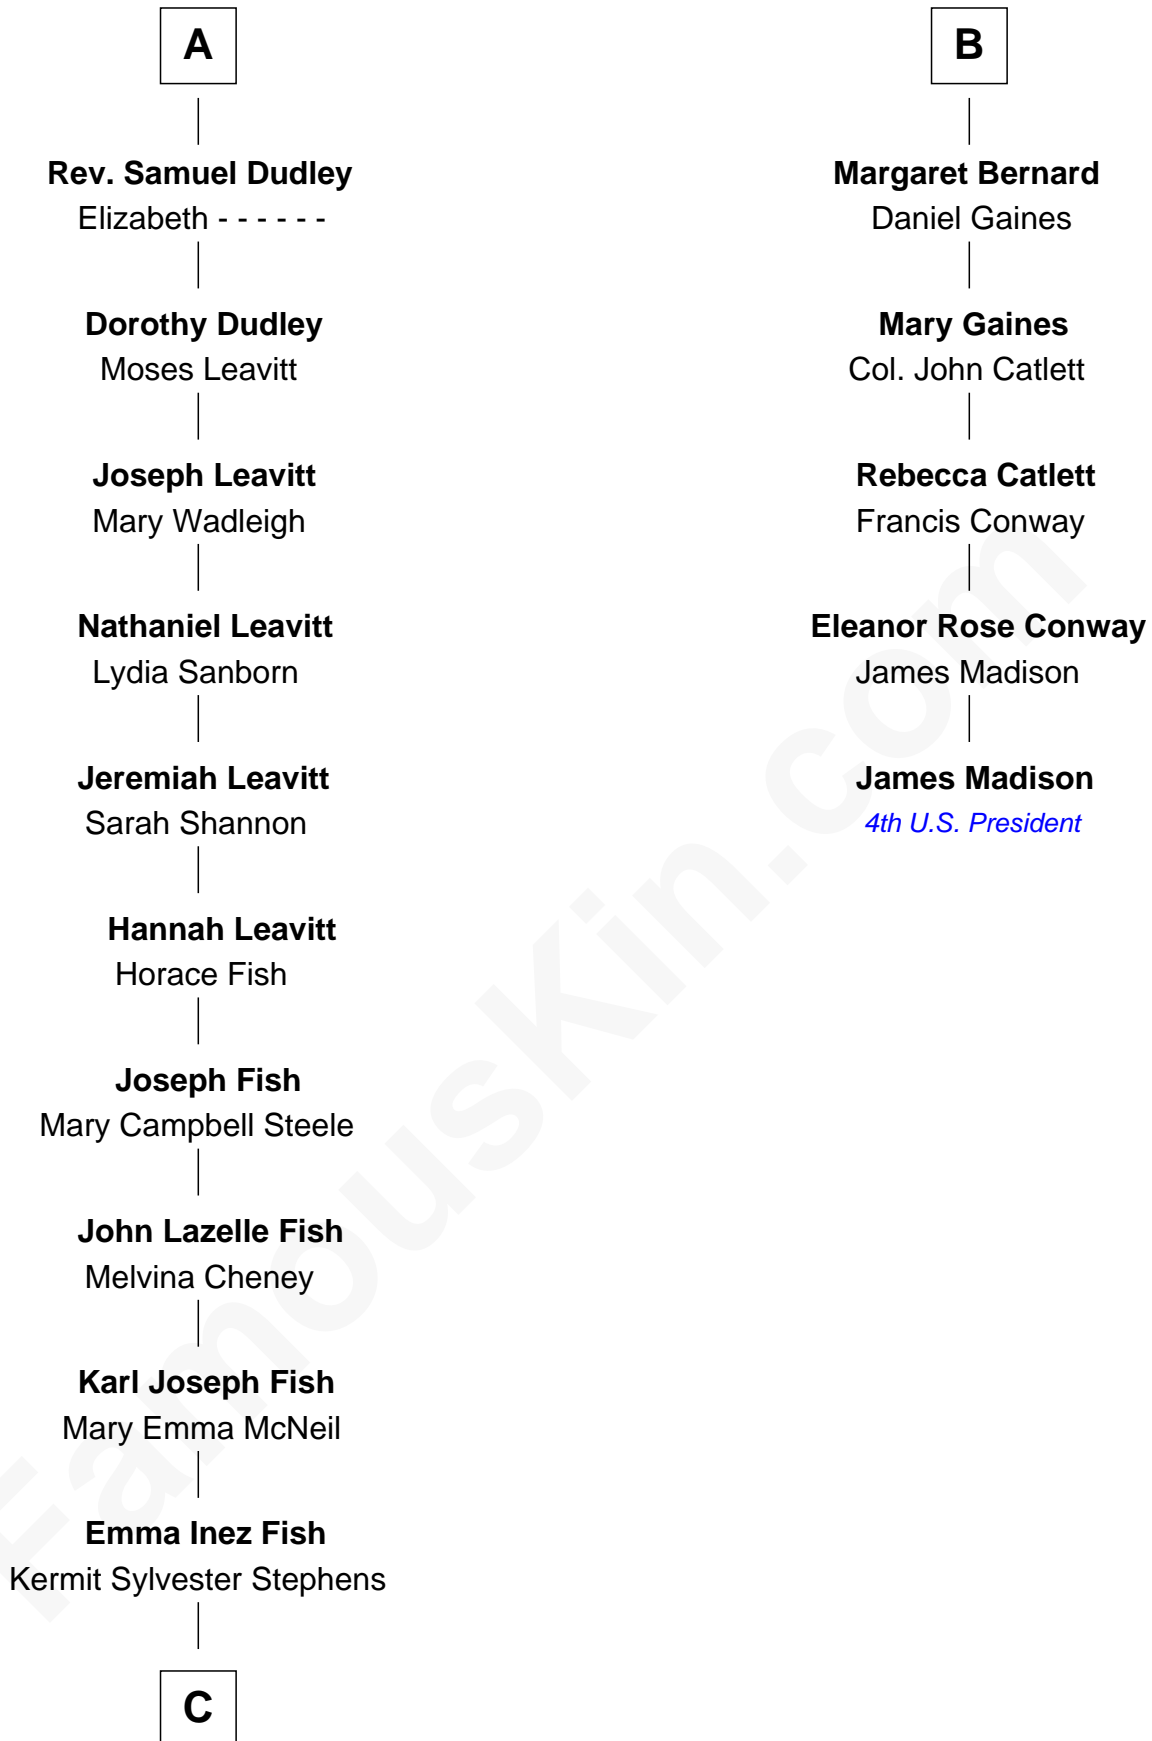 A
Rev. Samuel Dudley
Elizabeth - - - - - -
Dorothy Dudley
Moses Leavitt
Joseph Leavitt
Mary Wadleigh
Nathaniel Leavitt
Lydia Sanborn
Jeremiah Leavitt
Sarah Shannon
Hannah Leavitt
Horace Fish
Joseph Fish
Mary Campbell Steele
John Lazelle Fish
Melvina Cheney
Karl Joseph Fish
Mary Emma McNeil
Emma Inez Fish
Kermit Sylvester Stephens
C
B
Margaret Bernard
Daniel Gaines
Mary Gaines
Col. John Catlett
Rebecca Catlett
Francis Conway
Eleanor Rose Conway
James Madison
James Madison
4th U.S. President
FamousKin.com